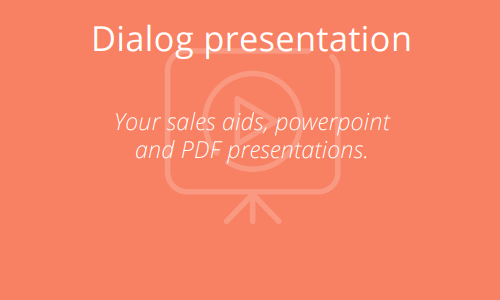 Dialog presentation
Your sales aids, powerpoint
and PDF presentations.